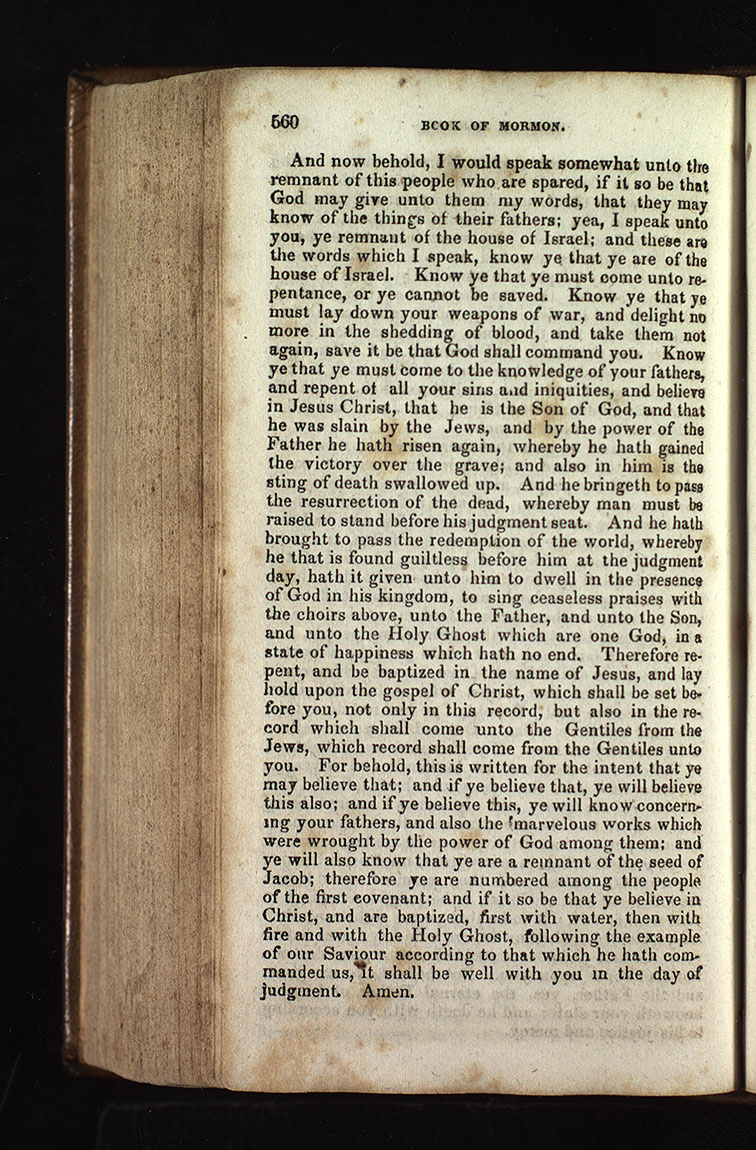 560 BOOK OF MORMON.
And now behold, I would speak somewhat unto the
remnant of this people who are spared, if it so be that
God may give unto them my words, that they may
know of the things of their fathers; yea, I speak unto
you, ye remnant of the house of Israel; and these are
the words which I speak, know ye that ye are of the
house of Israel. Know ye that ye must come unto re-
pentance, or ye cannot be saved. Know ye that ye
must lay down your weapons of war, and delight no
more in the shedding of blood, and take them not
again, save it be that God shall command you. Know
ye that ye must come to the knowledge of your fathers,
and repent of all your sins and iniquities, and believe
in Jesus Christ, that he is the Son of God, and that
he was slain by the Jews, and by the power of the
Father he hath risen again, whereby he hath gained
the victory over the grave; and also in him is the
sting of death swallowed up. And he bringeth to pass
the resurrection of the dead, whereby man must be
raised to stand before his judgment seat. And he hath
brought to pass the redemption of the world, whereby
he that is found guiltless before him at the judgment
day, hath it given unto him to dwell in the presence
of God in his kingdom, to sing ceaseless praises with
the choirs above, unto the Father, and unto the Son,
and unto the Holy Ghost which are one God, in a
state of happiness which hath no end. Therefore re-
pent, and be baptized in the name of Jesus, and lay
hold upon the gospel of Christ, which shall be set be-
fore you, not only in this record, but also in the re-
cord which shall come unto the Gentiles from the
Jews, which record shall come from the Gentiles unto
you. For behold, this is written for the intent that ye
may believe that; and if ye believe that, ye will believe
this also; and if ye believe this, ye will know concern-
ing your fathers, and also the marvelous works which
were wrought by the power of God among them; and
ye will also know that ye are a remnant of the seed of
Jacob; therefore ye are numbered among the people
of the first covenant; and if it so be that ye believe in
Christ, and are baptized, first with water, then with
fire and with the Holy Ghost, following the example
of our Saviour according to that which he hath com-
manded us, it shall be well with you in the day of
judgment. Amen.